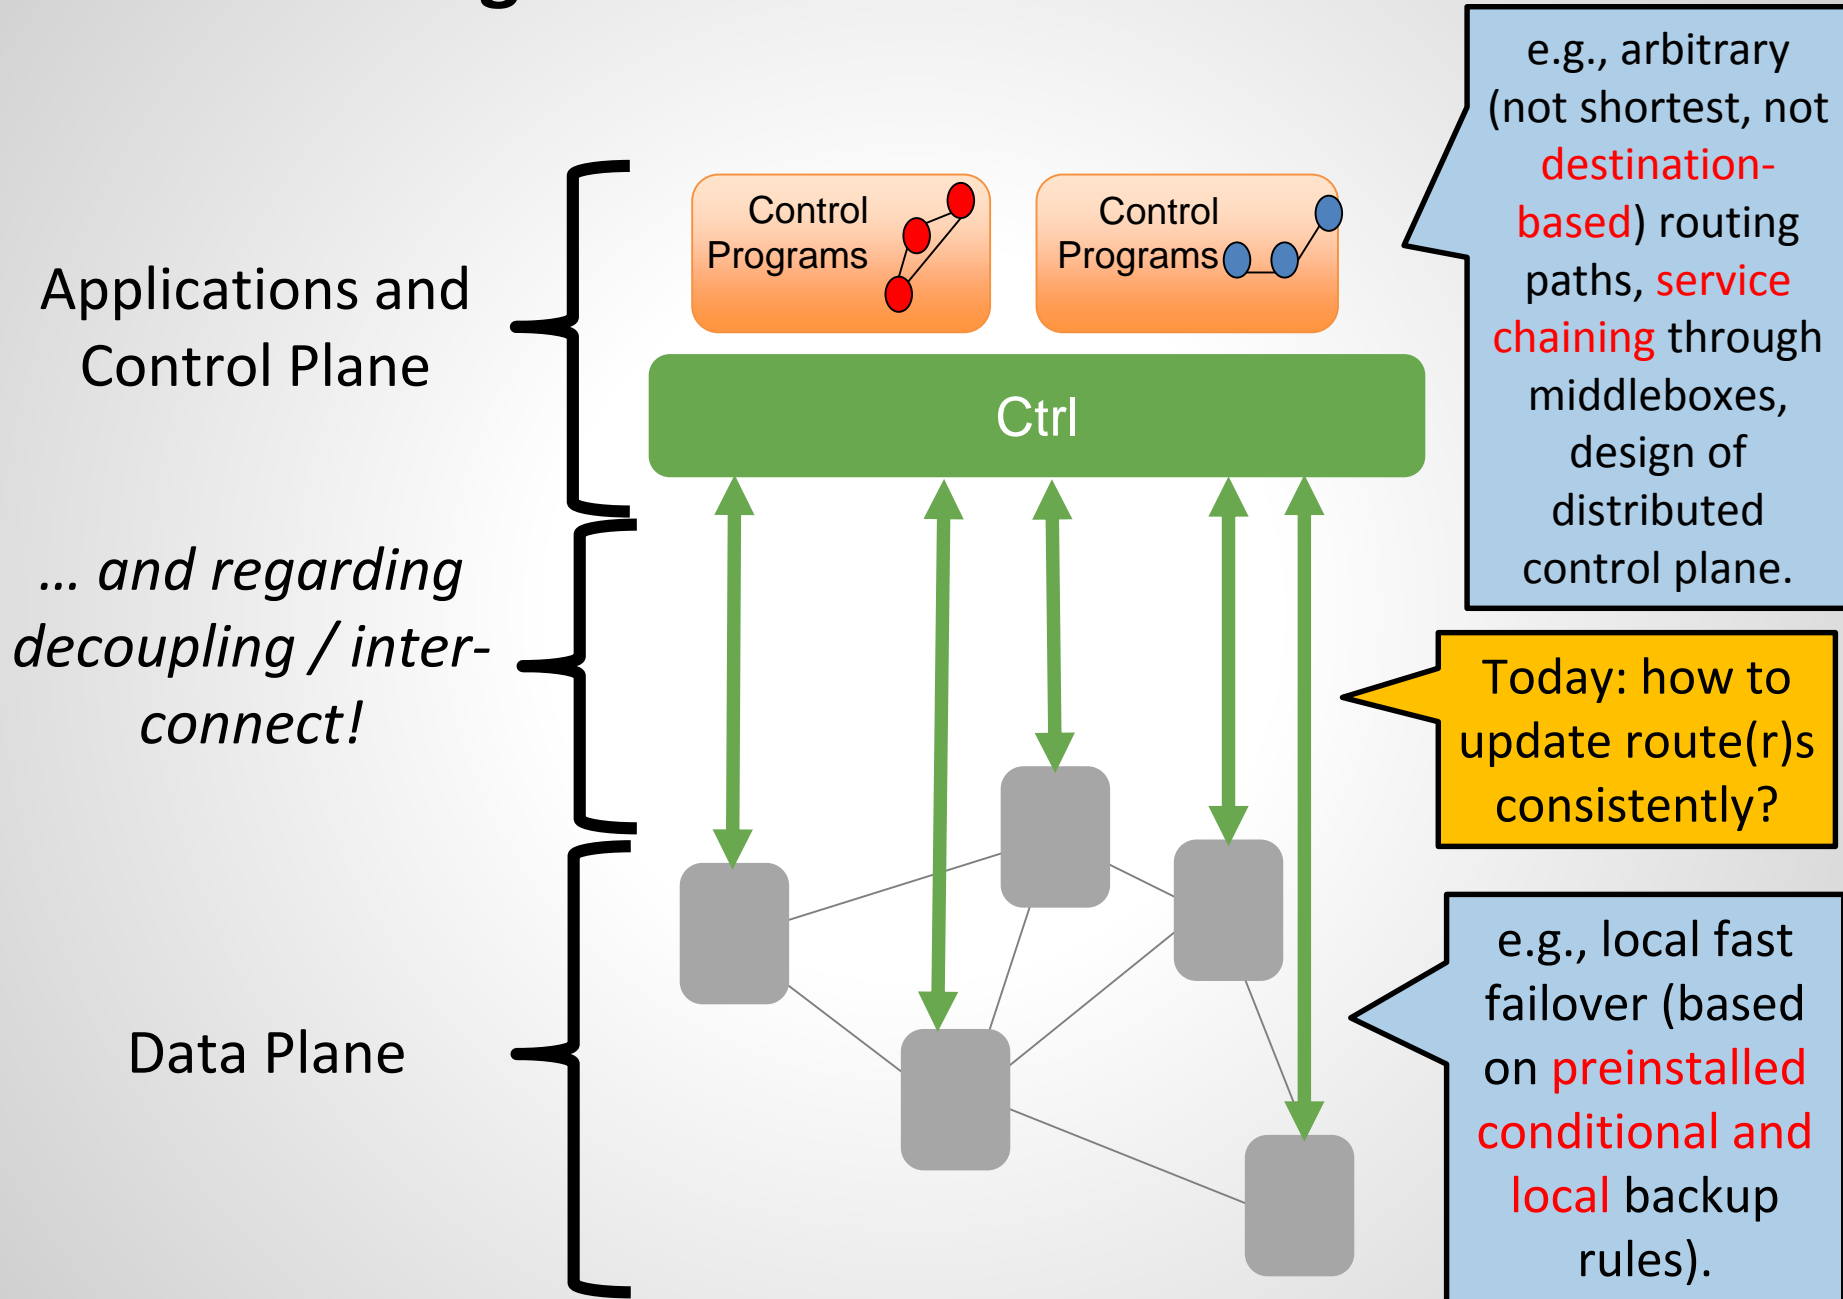 Applications and
Control Plane
… and regarding
decoupling / inter-
connect!
Data Plane
Control
Programs
Control
Programs
Ctrl
e.g., arbitrary
(not shortest, not
destination-
based) routing
paths, service
chaining through
middleboxes,
design of
distributed
control plane.
Today: how to
update route(r)s
consistently?
e.g., local fast
failover (based
on preinstalled
conditional and
local backup
rules).